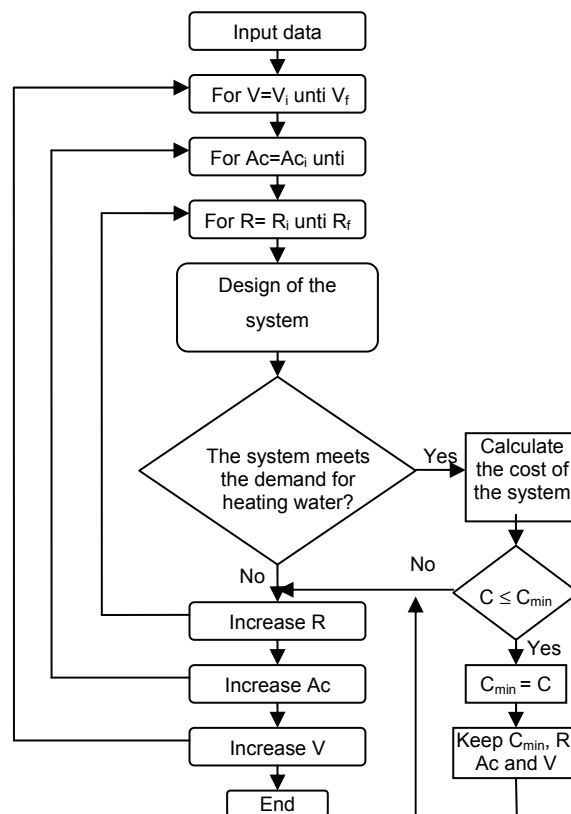 Input data
For V=Vᵢ unti Vf
For Ac=Acᵢ unti
For R= Rᵢ unti Rf
Design of the
system
The system meets
the demand for
heating water?
Yes
Calculate
the cost of
the system
No
No
C ≤ Cmin
Yes
Increase R
Cmin = C
Increase Ac
Keep Cmin, R
Ac and V
Increase V
End